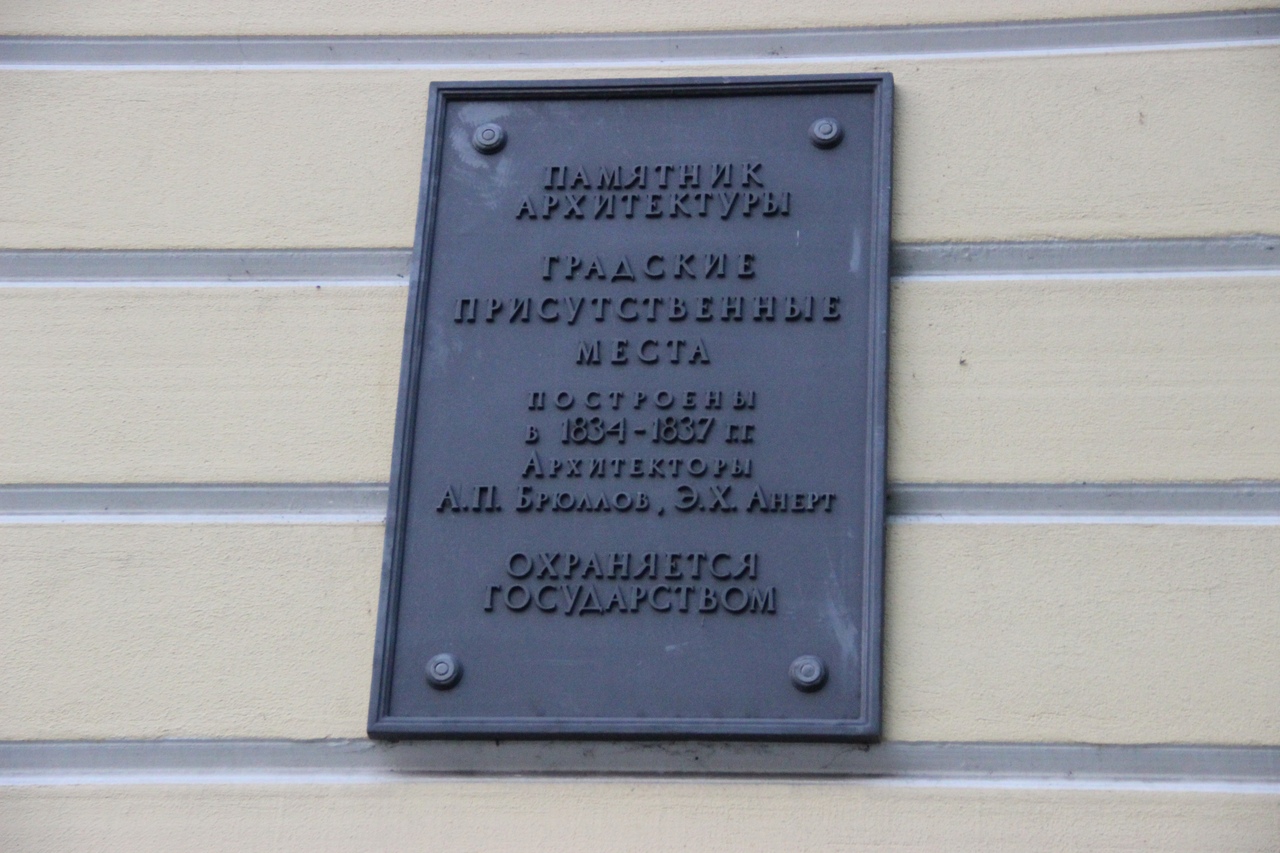 ПАМЯТНИК
АРХИТЕКТУРЫ
ГРАДСКИЕ
ПРИСУТСТВЕННЫЕ
МЕСТА
ПОСТРОЕНЫ
В 1834-1837 ГГ.
АРХИТЕКТОРЫ
А.П. БРЮЛЛОВ, Э.Х. АНЕРТ
ОХРАНЯЕТСЯ
ГОСУДАРСТВОМ